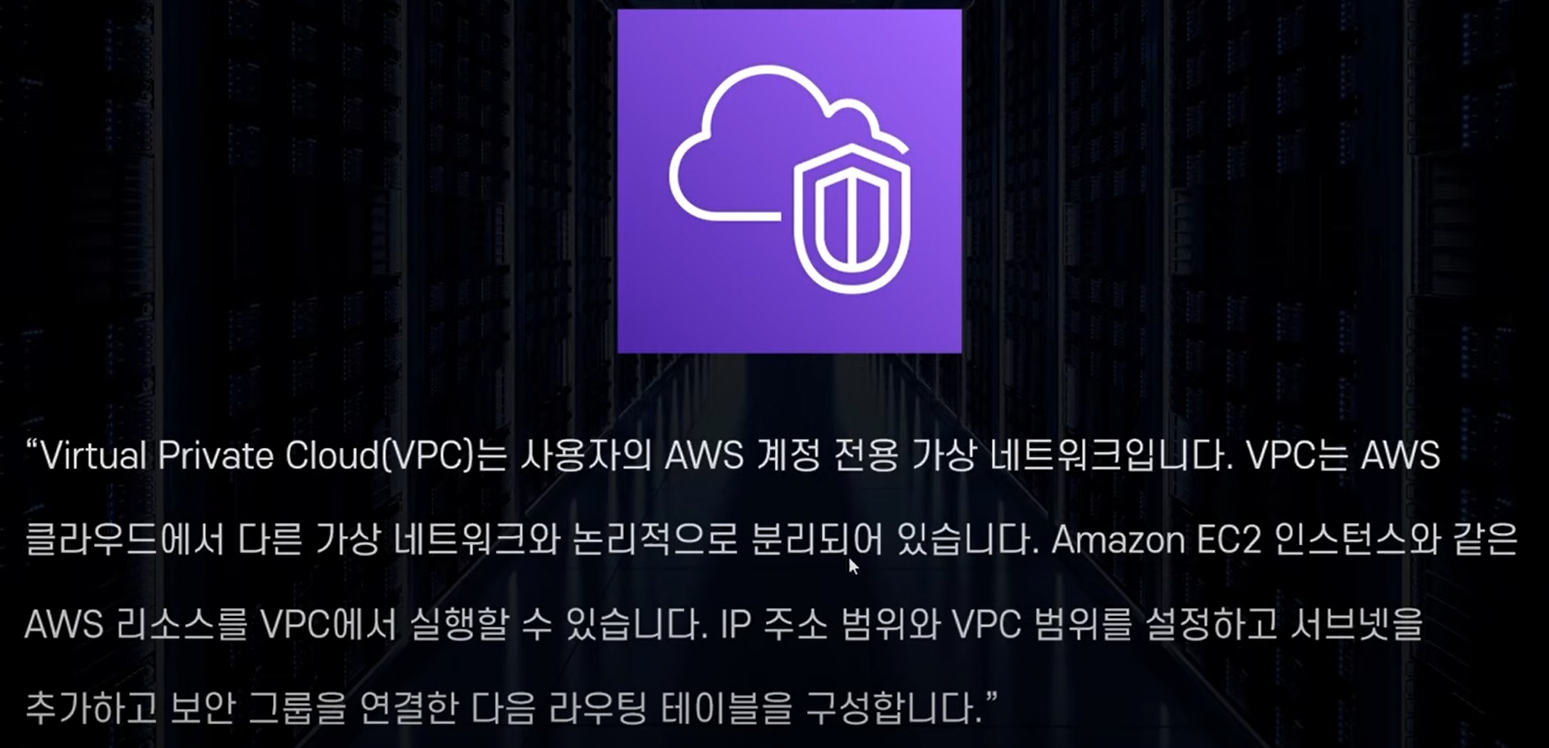 “Virtual Private Cloud(VPC)는 사용자의 AWS 계정 전용 가상 네트워크입니다. VPC는 AWS
클라우드에서 다른 가상 네트워크와 논리적으로 분리되어 있습니다. Amazon EC2 인스턴스와 같은
AWS 리소스를 VPC에서 실행할 수 있습니다. IP 주소 범위와 VPC 범위를 설정하고 서브넷을
추가하고 보안 그룹을 연결한 다음 라우팅 테이블을 구성합니다.”